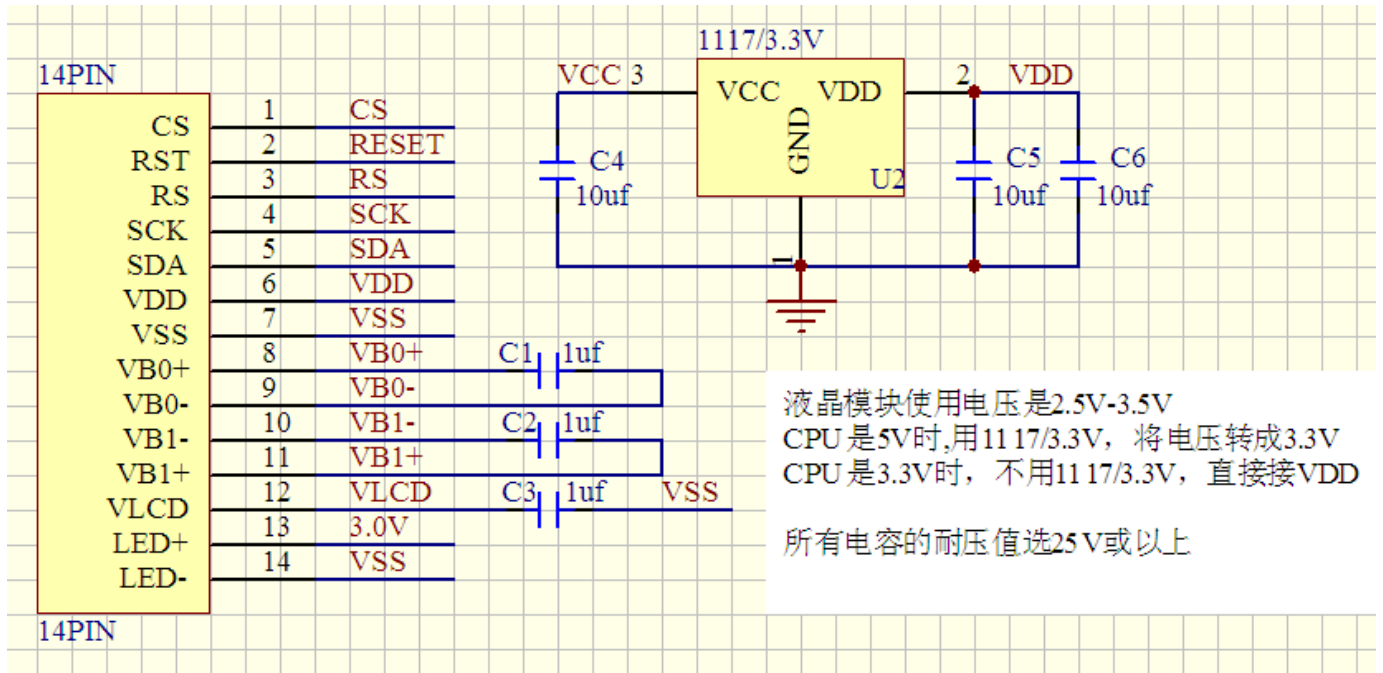 14PIN
CS 1 CS
RST 2 RESET
RS 3 RS
SCK 4 SCK
SDA 5 SDA
VDD 6 VDD
VSS 7 VSS
VB0+ 8 VB0+ C1 1uf
VB0- 9 VB0-
VB1- 10 VB1- C2 1uf
VB1+ 11 VB1+
VLCD 12 VLCD C3 1uf VSS
LED+ 13 3.0V
LED- 14 VSS
14PIN
1117/3.3V
VCC 3 VCC VDD 2 VDD
GND
U2
1
C4
10uf
C5
10uf
C6
10uf
液晶模块使用电压是2.5V-3.5V
CPU是5V时,用1117/3.3V，将电压转成3.3V
CPU是3.3V时，不用1117/3.3V，直接接VDD
所有电容的耐压值选25V或以上